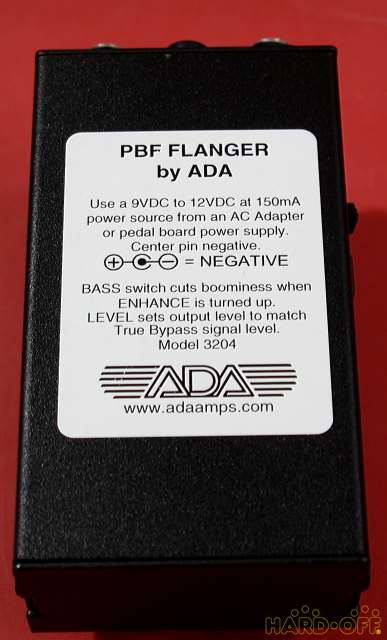 PBF FLANGER
by ADA
Use a 9VDC to 12VDC at 150mA
power source from an AC Adapter
or pedal board power supply.
Center pin negative.
= NEGATIVE
BASS switch cuts boominess when
ENHANCE is turned up.
LEVEL sets output level to match
True Bypass signal level.
Model 3204
ADA
www.adaamps.com
HARD-OFF